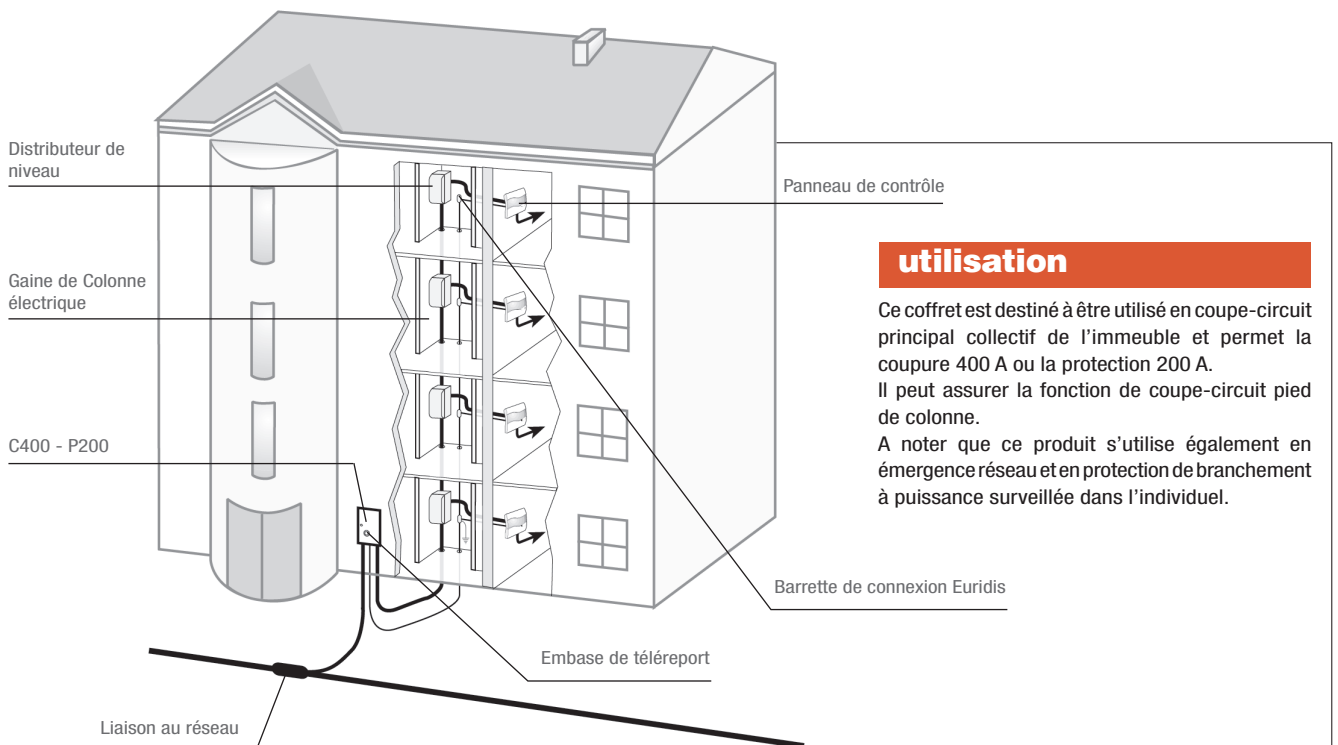 Distributeur de
niveau
Panneau de contrôle
Gaine de Colonne
électrique
C400 - P200
utilisation
Ce coffret est destiné à être utilisé en coupe-circuit
principal collectif de l’immeuble et permet la
coupure 400 A ou la protection 200 A.
Il peut assurer la fonction de coupe-circuit pied
de colonne.
A noter que ce produit s’utilise également en
émergence réseau et en protection de branchement
à puissance surveillée dans l’individuel.
Barrette de connexion Euridis
Embase de téléreport
Liaison au réseau